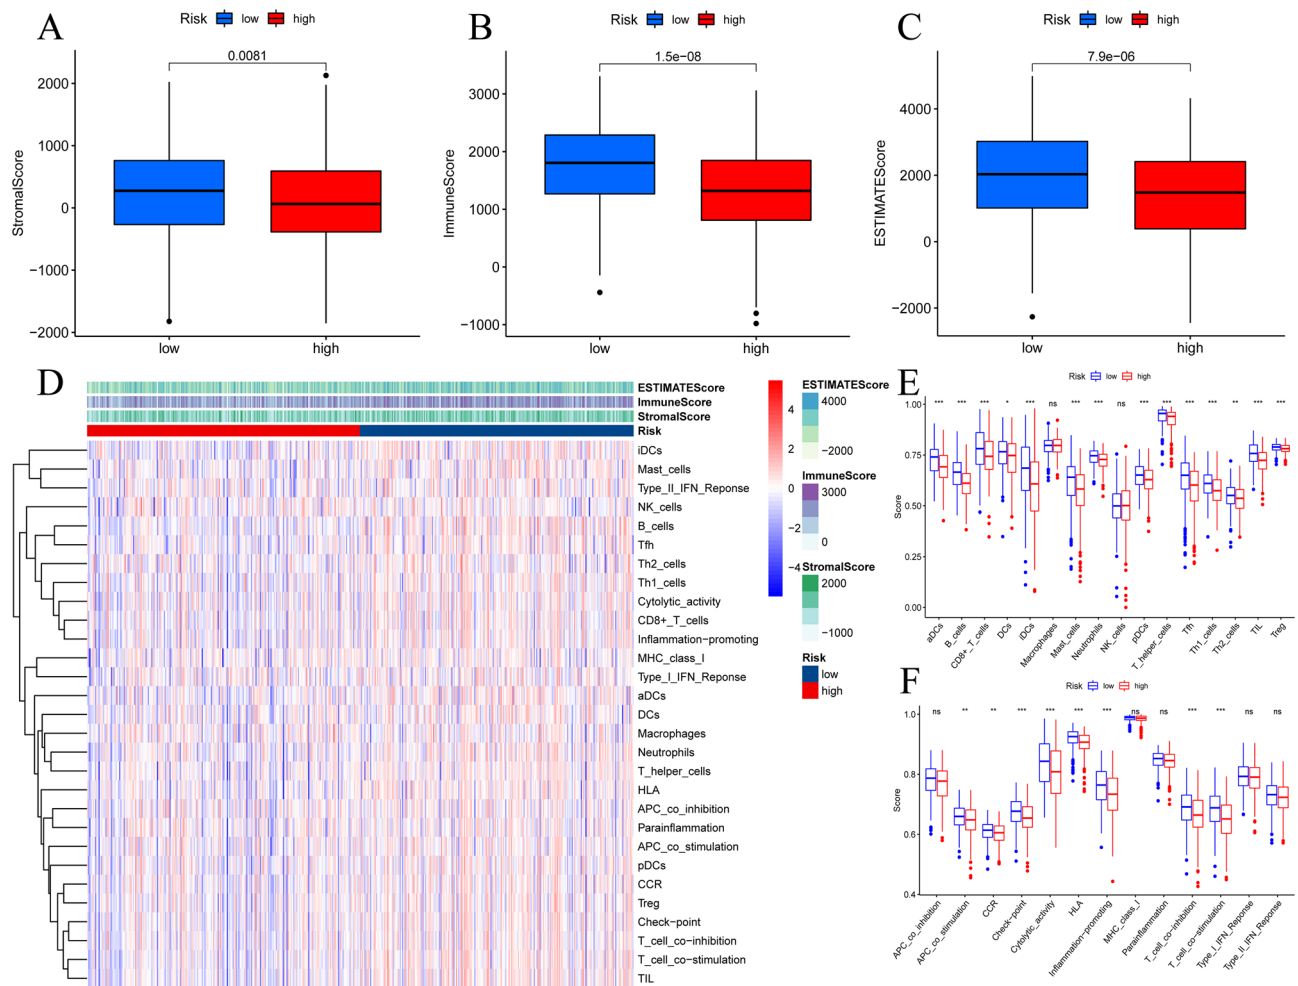 A
Risk low high
0.0081
StromalScore
2000
1000
0
−1000
−2000
low high
B
Risk low high
1.5e−08
ImmuneScore
3000
2000
1000
0
−1000
low high
C
Risk low high
7.9e−06
ESTIMATEScore
4000
2000
0
−2000
low high
D
ESTIMATEScore
ImmuneScore
StromalScore
Risk
iDCs
Mast_cells
Type_II_IFN_Reponse
NK_cells
B_cells
Tfh
Th2_cells
Th1_cells
Cytolytic_activity
CD8+_T_cells
Inflammation−promoting
MHC_class_I
Type_I_IFN_Reponse
aDCs
DCs
Macrophages
Neutrophils
T_helper_cells
HLA
APC_co_inhibition
Parainflammation
APC_co_stimulation
pDCs
CCR
Treg
Check−point
T_cell_co−inhibition
T_cell_co−stimulation
TIL
4
2
0
−2
−4
ESTIMATEScore
4000
−2000
ImmuneScore
3000
0
StromalScore
2000
−1000
Risk
low
high
E
Risk low high
*** *** *** * *** ns *** *** ns *** *** *** *** ** *** ***
Score
1.00
0.75
0.50
0.25
0.00
aDCs
B_cells
CD8+_T_cells
DCs
iDCs
Macrophages
Mast_cells
Neutrophils
NK_cells
pDCs
T_helper_cells
Tfh
Th1_cells
Th2_cells
TIL
Treg
F
Risk low high
ns ** ** *** *** *** *** ns ns *** *** ns ns
Score
1.0
0.8
0.6
0.4
APC_co_inhibition
APC_co_stimulation
CCR
Check−point
Cytolytic_activity
HLA
Inflammation−promoting
MHC_class_I
Parainflammation
T_cell_co−inhibition
T_cell_co−stimulation
Type_I_IFN_Reponse
Type_II_IFN_Reponse